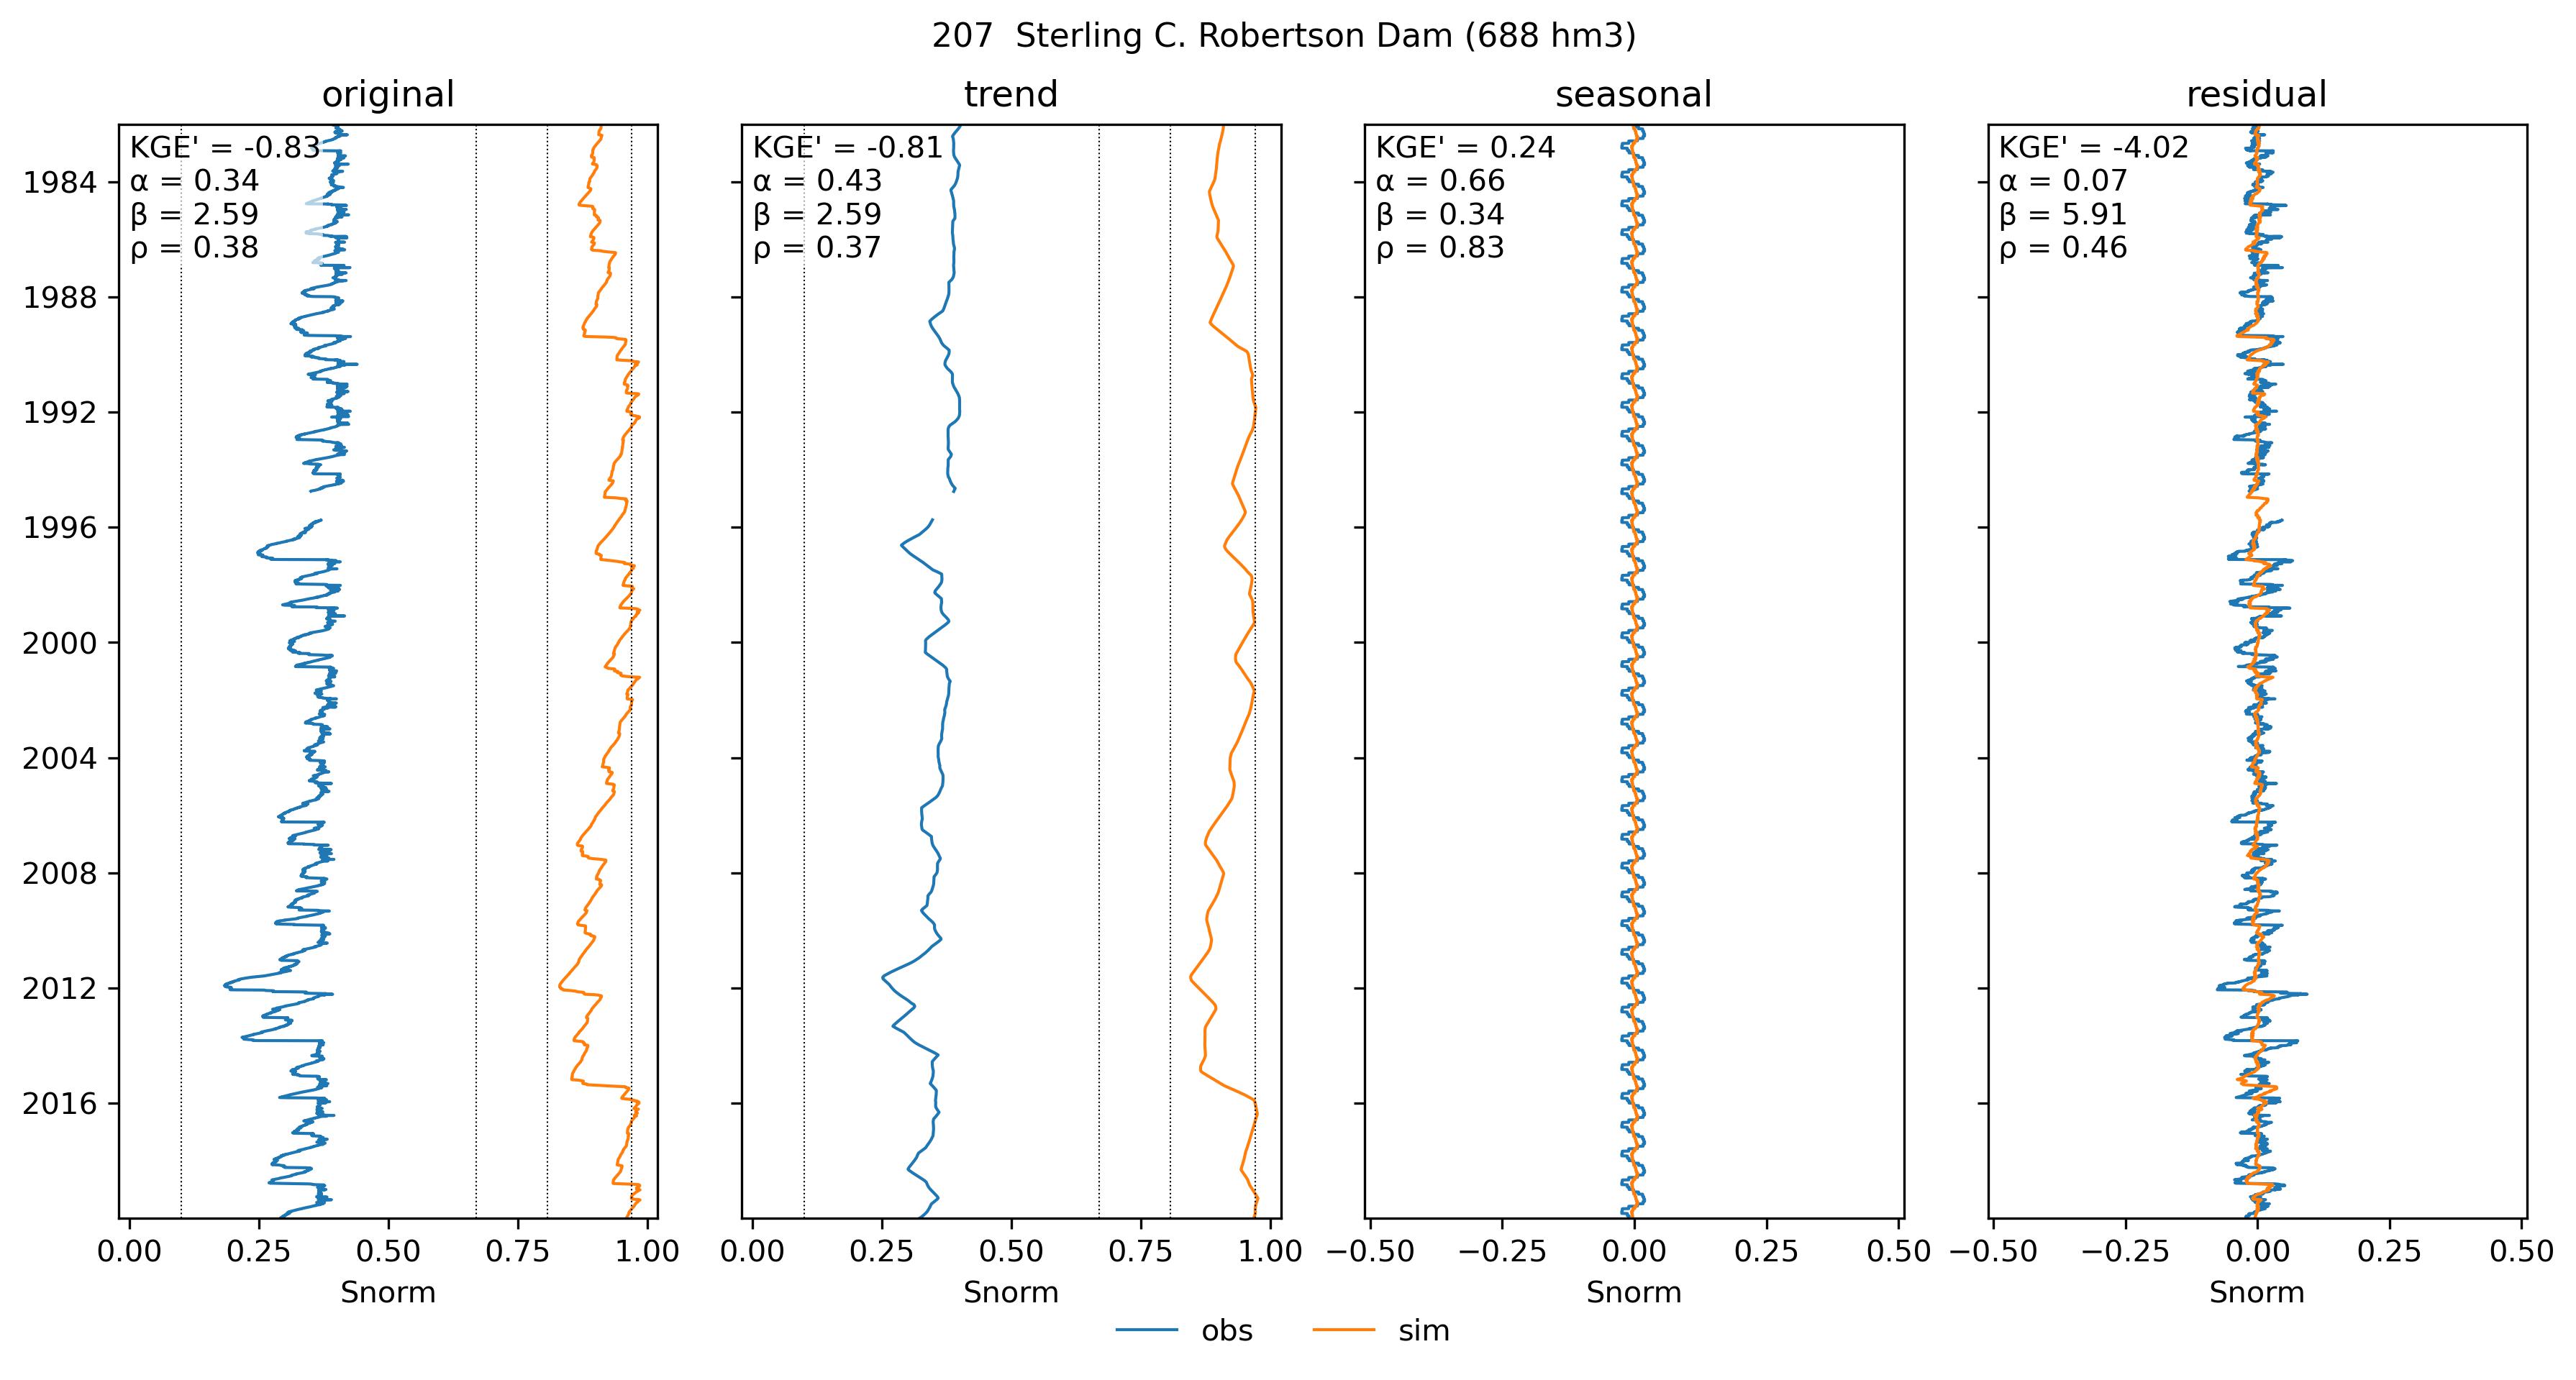 207  Sterling C. Robertson Dam (688 hm3)
original
KGE' = -0.83
α = 0.34
β = 2.59
ρ = 0.38
1984
1988
1992
1996
2000
2004
2008
2012
2016
0.00 0.25 0.50 0.75 1.00
Snorm
trend
KGE' = -0.81
α = 0.43
β = 2.59
ρ = 0.37
0.00 0.25 0.50 0.75 1.00
Snorm
seasonal
KGE' = 0.24
α = 0.66
β = 0.34
ρ = 0.83
−0.50 −0.25 0.00 0.25 0.50
Snorm
residual
KGE' = -4.02
α = 0.07
β = 5.91
ρ = 0.46
−0.50 −0.25 0.00 0.25 0.50
Snorm
obs sim